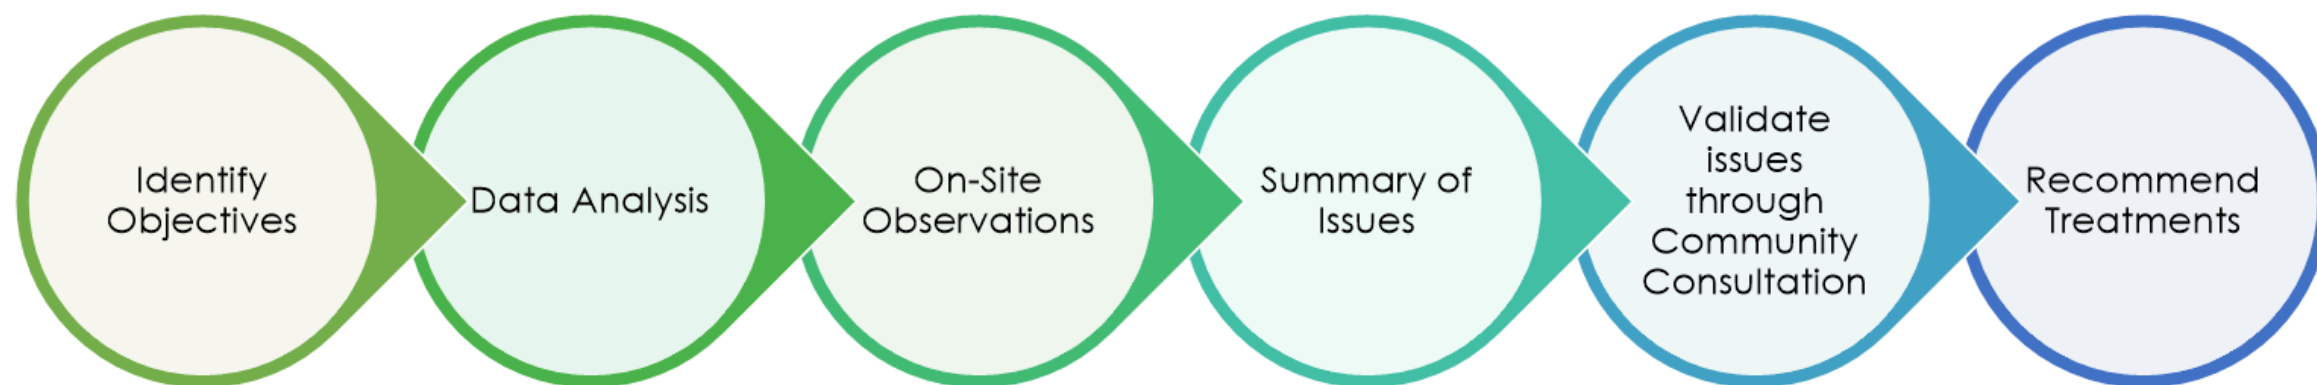 Identify
Objectives
Data Analysis
On-Site
Observations
Summary of
Issues
Validate
issues
through
Community
Consultation
Recommend
Treatments